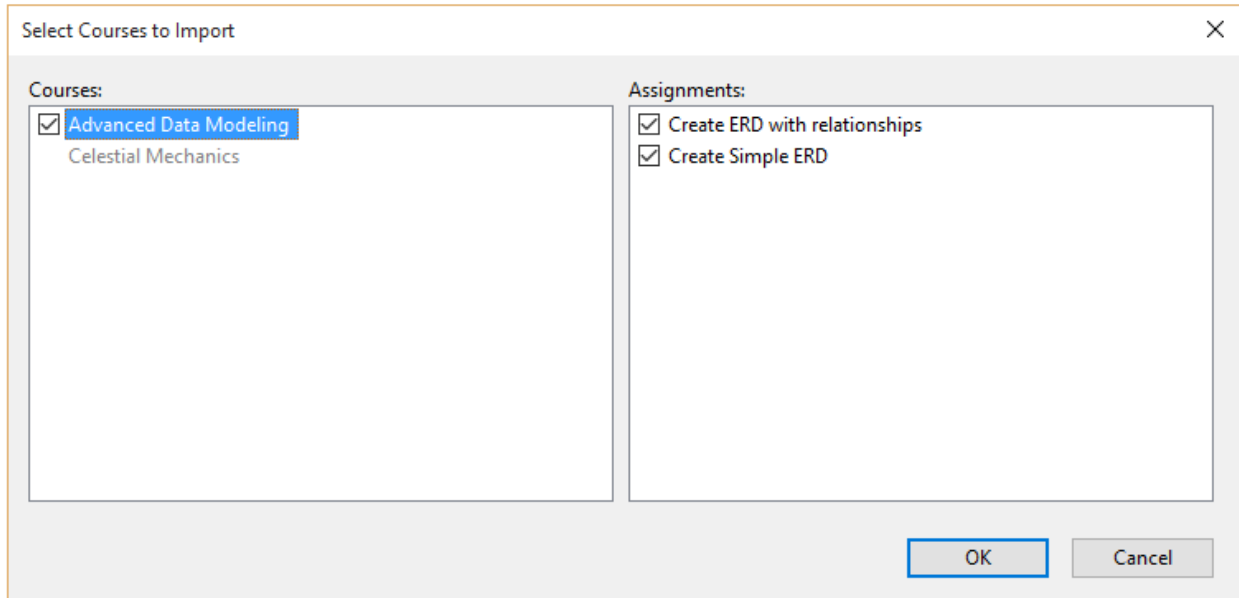 Select Courses to Import
Courses:
Advanced Data Modeling
Celestial Mechanics
Assignments:
Create ERD with relationships
Create Simple ERD
OK
Cancel